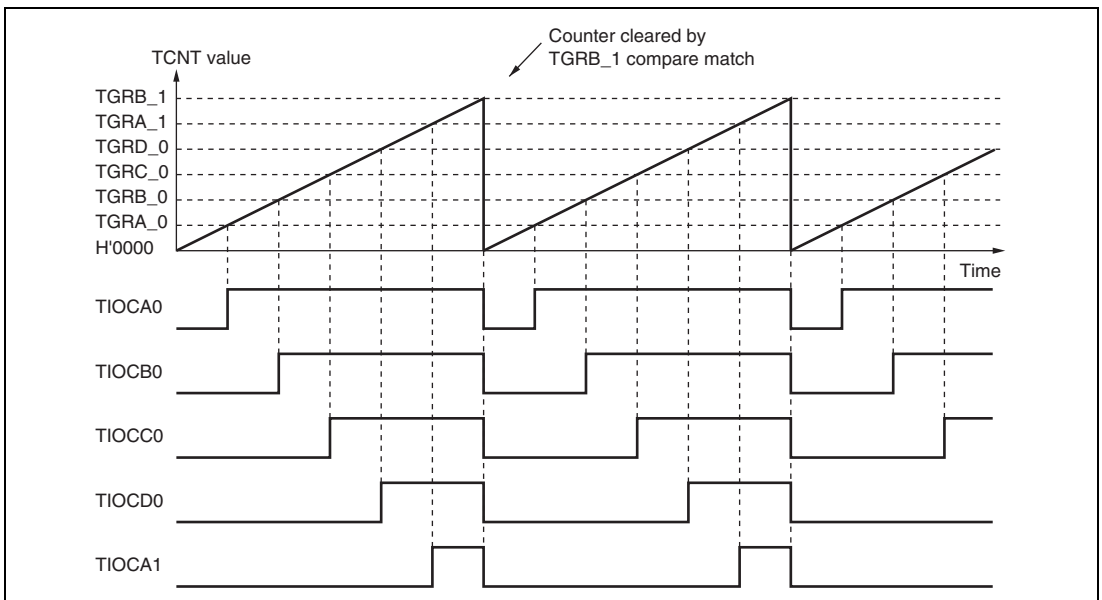 Counter cleared by
TGRB_1 compare match
TCNT value
TGRB_1
TGRA_1
TGRD_0
TGRC_0
TGRB_0
TGRA_0
H'0000
Time
TIOCA0
TIOCB0
TIOCC0
TIOCD0
TIOCA1